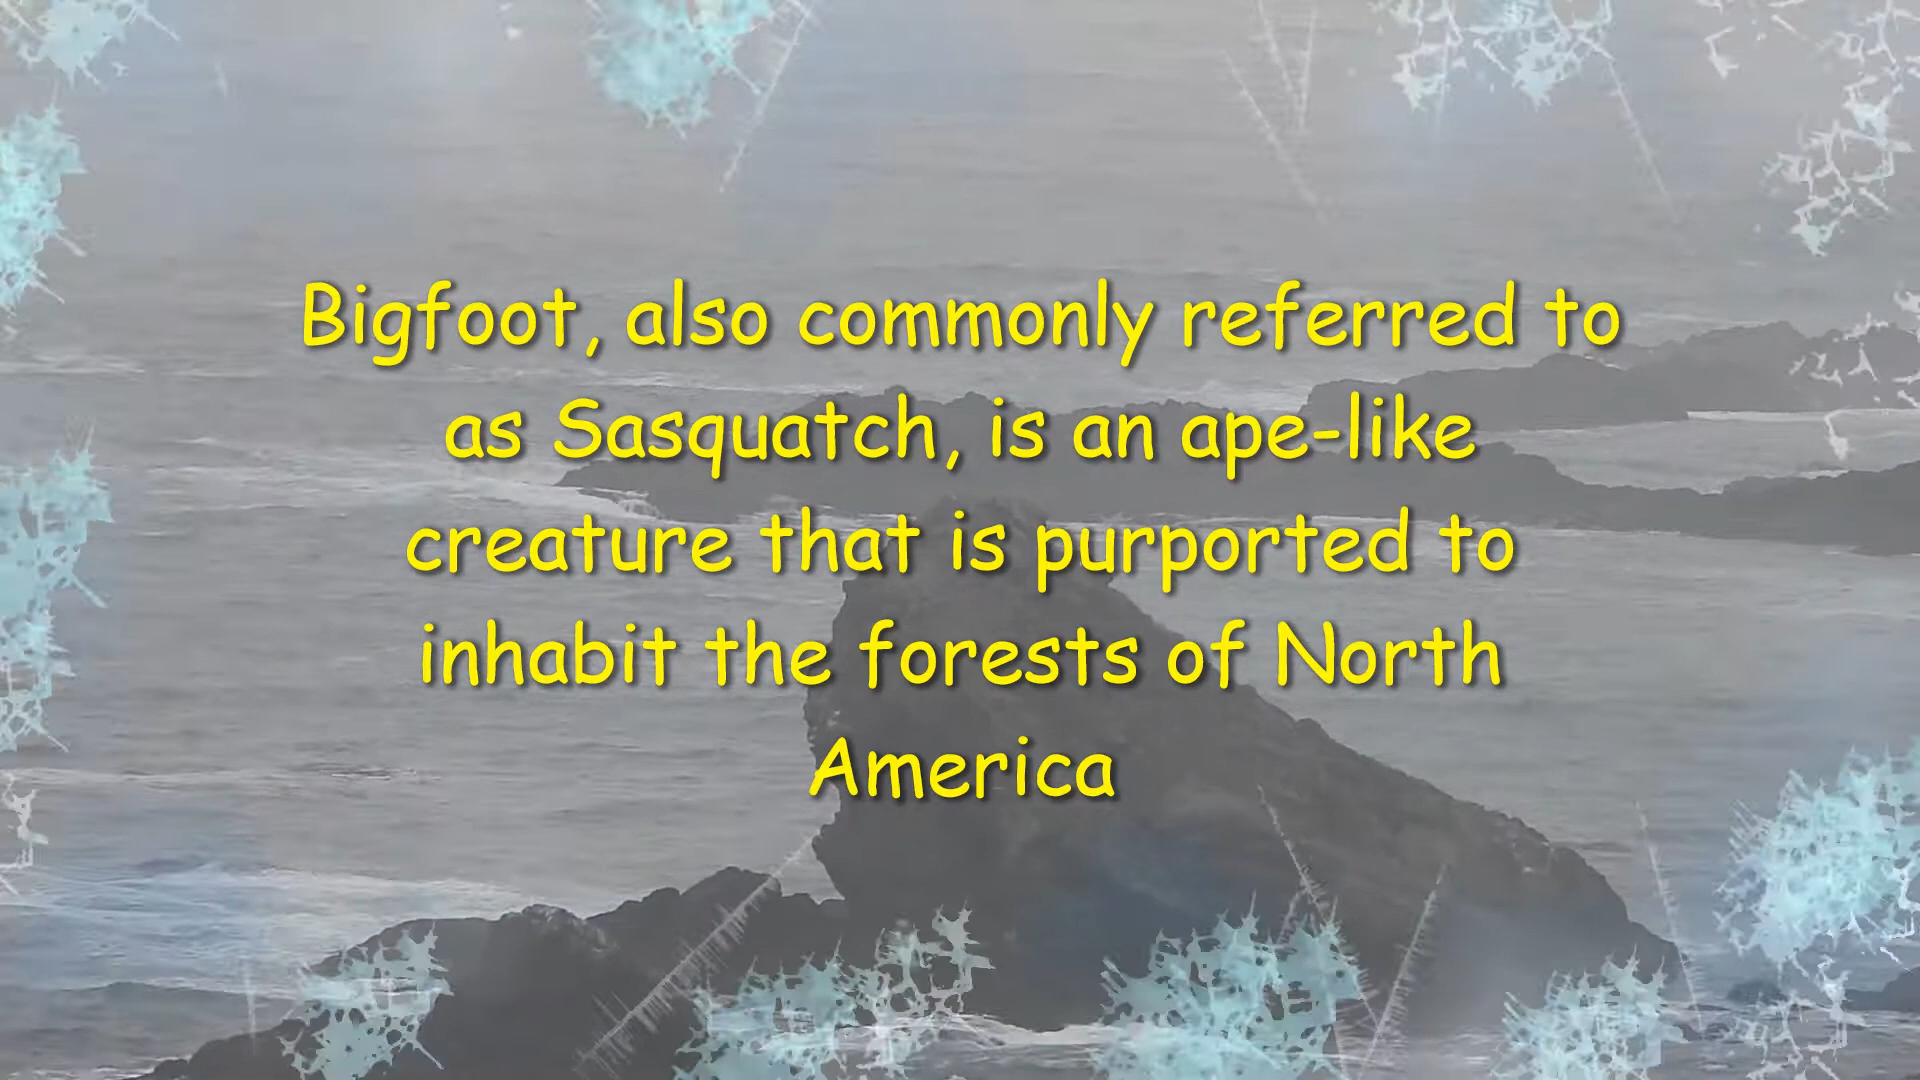 Bigfoot, also commonly referred to
as Sasquatch, is an ape-like
creature that is purported to
inhabit the forests of North
America